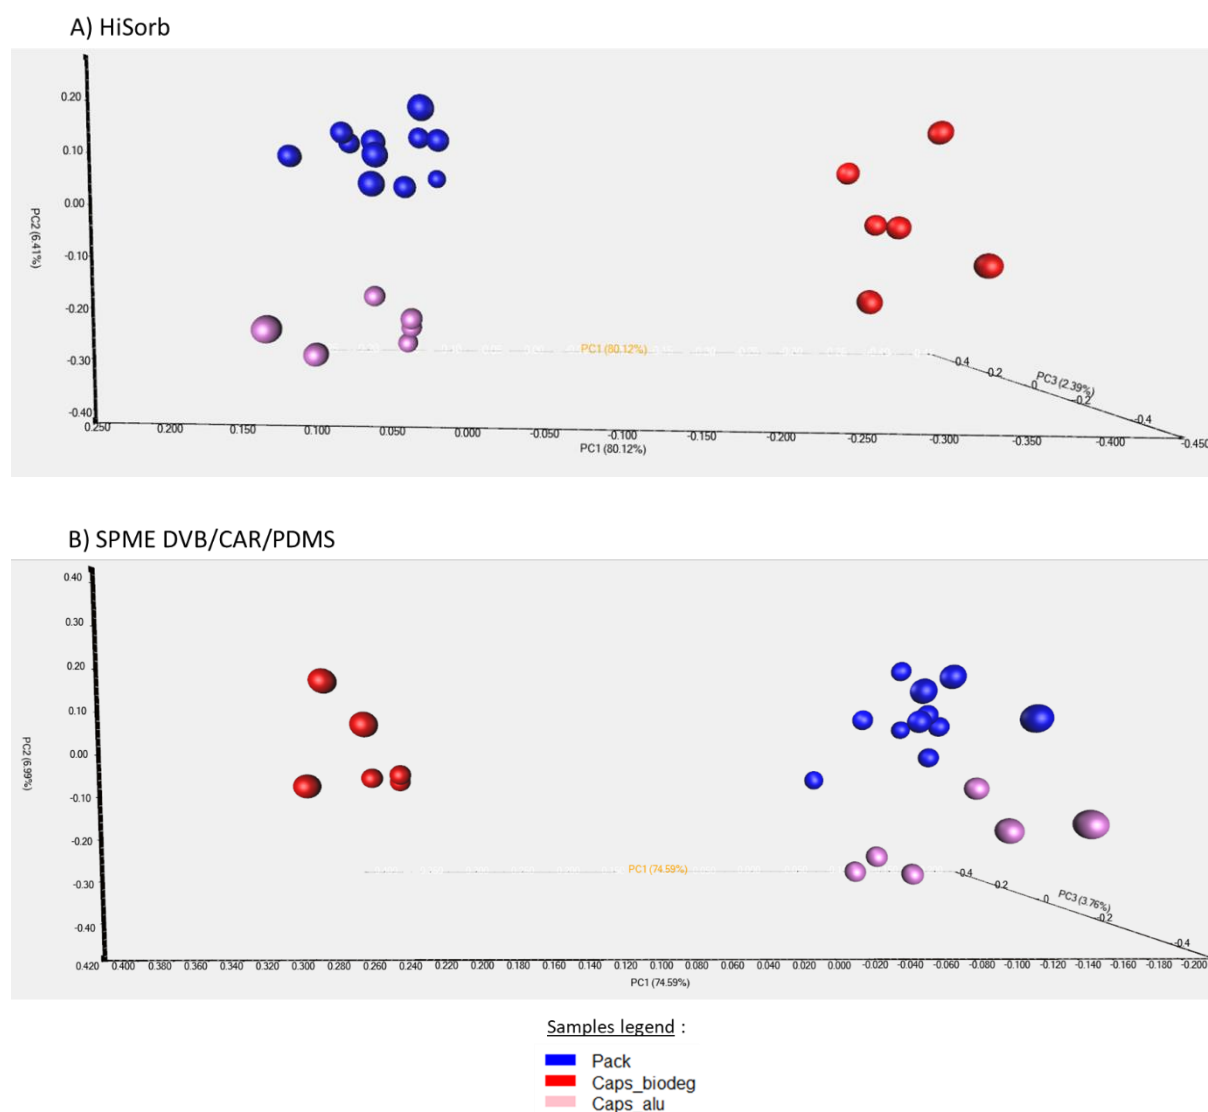 A) HiSorb
0.20
0.10
0.00
-0.10
-0.20
-0.30
-0.40
PC2 (6.41%)
PC1 (80.12%)
0.4
0.2
0
-0.2
-0.4
PC3 (2.39%)
0.250 0.200 0.150 0.100 0.050 0.000 -0.050 -0.100 -0.150 -0.200 -0.250 -0.300 -0.350 -0.400 -0.450
PC1 (80.12%)
B) SPME DVB/CAR/PDMS
0.40
0.30
0.20
0.10
0.00
-0.10
-0.20
-0.30
-0.40
PC2 (6.99%)
PC1 (74.59%)
0.4
0.2
0
-0.2
-0.4
PC3 (3.76%)
0.420 0.400 0.380 0.360 0.340 0.320 0.300 0.280 0.260 0.240 0.220 0.200 0.180 0.160 0.140 0.120 0.100 0.080 0.060 0.040 0.020 0.000 -0.020 -0.040 -0.060 -0.080 -0.100 -0.120 -0.140 -0.160 -0.180 -0.200
PC1 (74.59%)
Samples legend :
Pack
Caps_biodeg
Caps_alu